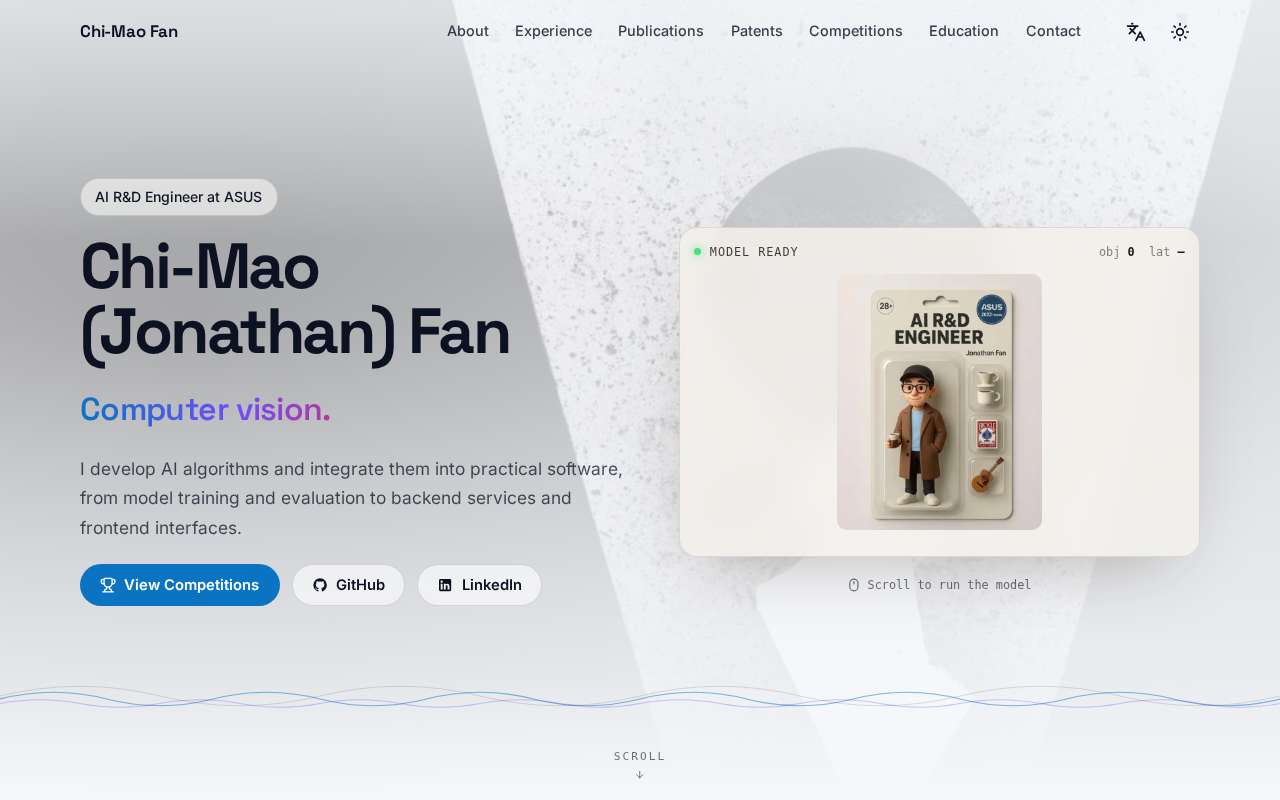 Chi-Mao Fan
About Experience Publications Patents Competitions Education Contact
AI R&D Engineer at ASUS
Chi-Mao
(Jonathan) Fan
Computer vision.
I develop AI algorithms and integrate them into practical software,
from model training and evaluation to backend services and
frontend interfaces.
View Competitions GitHub LinkedIn
MODEL READY obj 0 lat –
28+
ASUS
AI R&D
ENGINEER
Jonathan Fan
Scroll to run the model
SCROLL